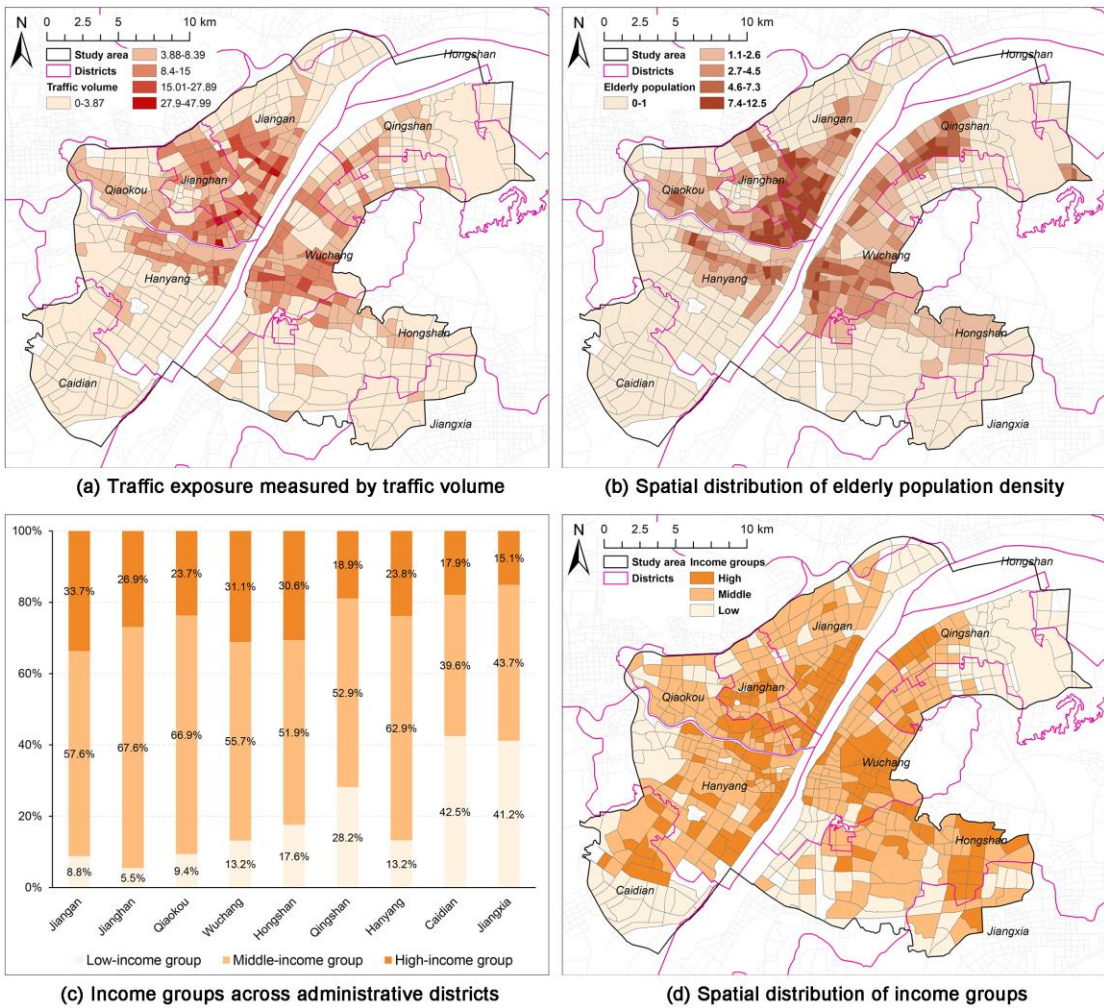 N
0 2.5 5 10 km
Study area
Districts
Traffic volume
0-3.87
3.88-8.39
8.4-15
15.01-27.89
27.9-47.99
Hongshan
Jiangan
Qingshan
Qiaokou
Jianghan
Wuchang
Hanyang
Hongshan
Caidian
Jiangxia
(a) Traffic exposure measured by traffic volume
N
0 2.5 5 10 km
Study area
Districts
Elderly population
0-1
1.1-2.6
2.7-4.5
4.6-7.3
7.4-12.5
Hongshan
Jiangan
Qingshan
Qiaokou
Jianghan
Wuchang
Hanyang
Hongshan
Caidian
Jiangxia
(b) Spatial distribution of elderly population density
100%
80%
60%
40%
20%
0%
33.7% 26.9% 23.7% 31.1% 30.6% 18.9% 23.8% 17.9% 15.1%
57.6% 67.6% 66.9% 55.7% 51.9% 52.9% 62.9% 39.6% 43.7%
8.8% 5.5% 9.4% 13.2% 17.6% 28.2% 13.2% 42.5% 41.2%
Jiangan Jianghan Qiaokou Wuchang Hongshan Qingshan Hanyang Caidian Jiangxia
Low-income group Middle-income group High-income group
(c) Income groups across administrative districts
N
0 2.5 5 10 km
Study area
Districts
Income groups
High
Middle
Low
Hongshan
Jiangan
Qingshan
Qiaokou
Jianghan
Wuchang
Hanyang
Hongshan
Caidian
Jiangxia
(d) Spatial distribution of income groups